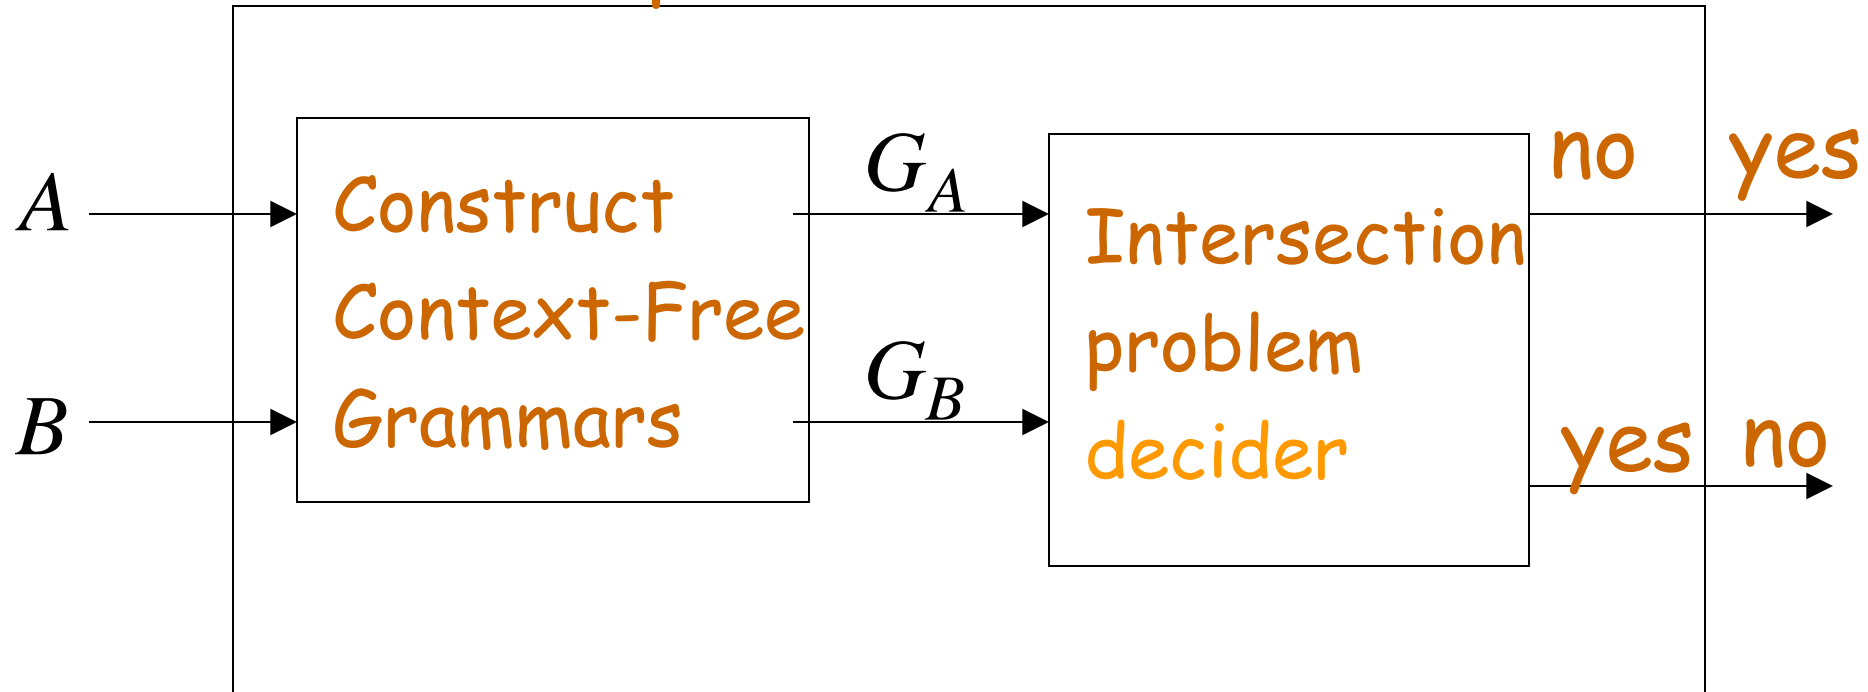 A
B
Construct
Context-Free
Grammars
G_A
G_B
Intersection
problem
decider
no yes
yes no